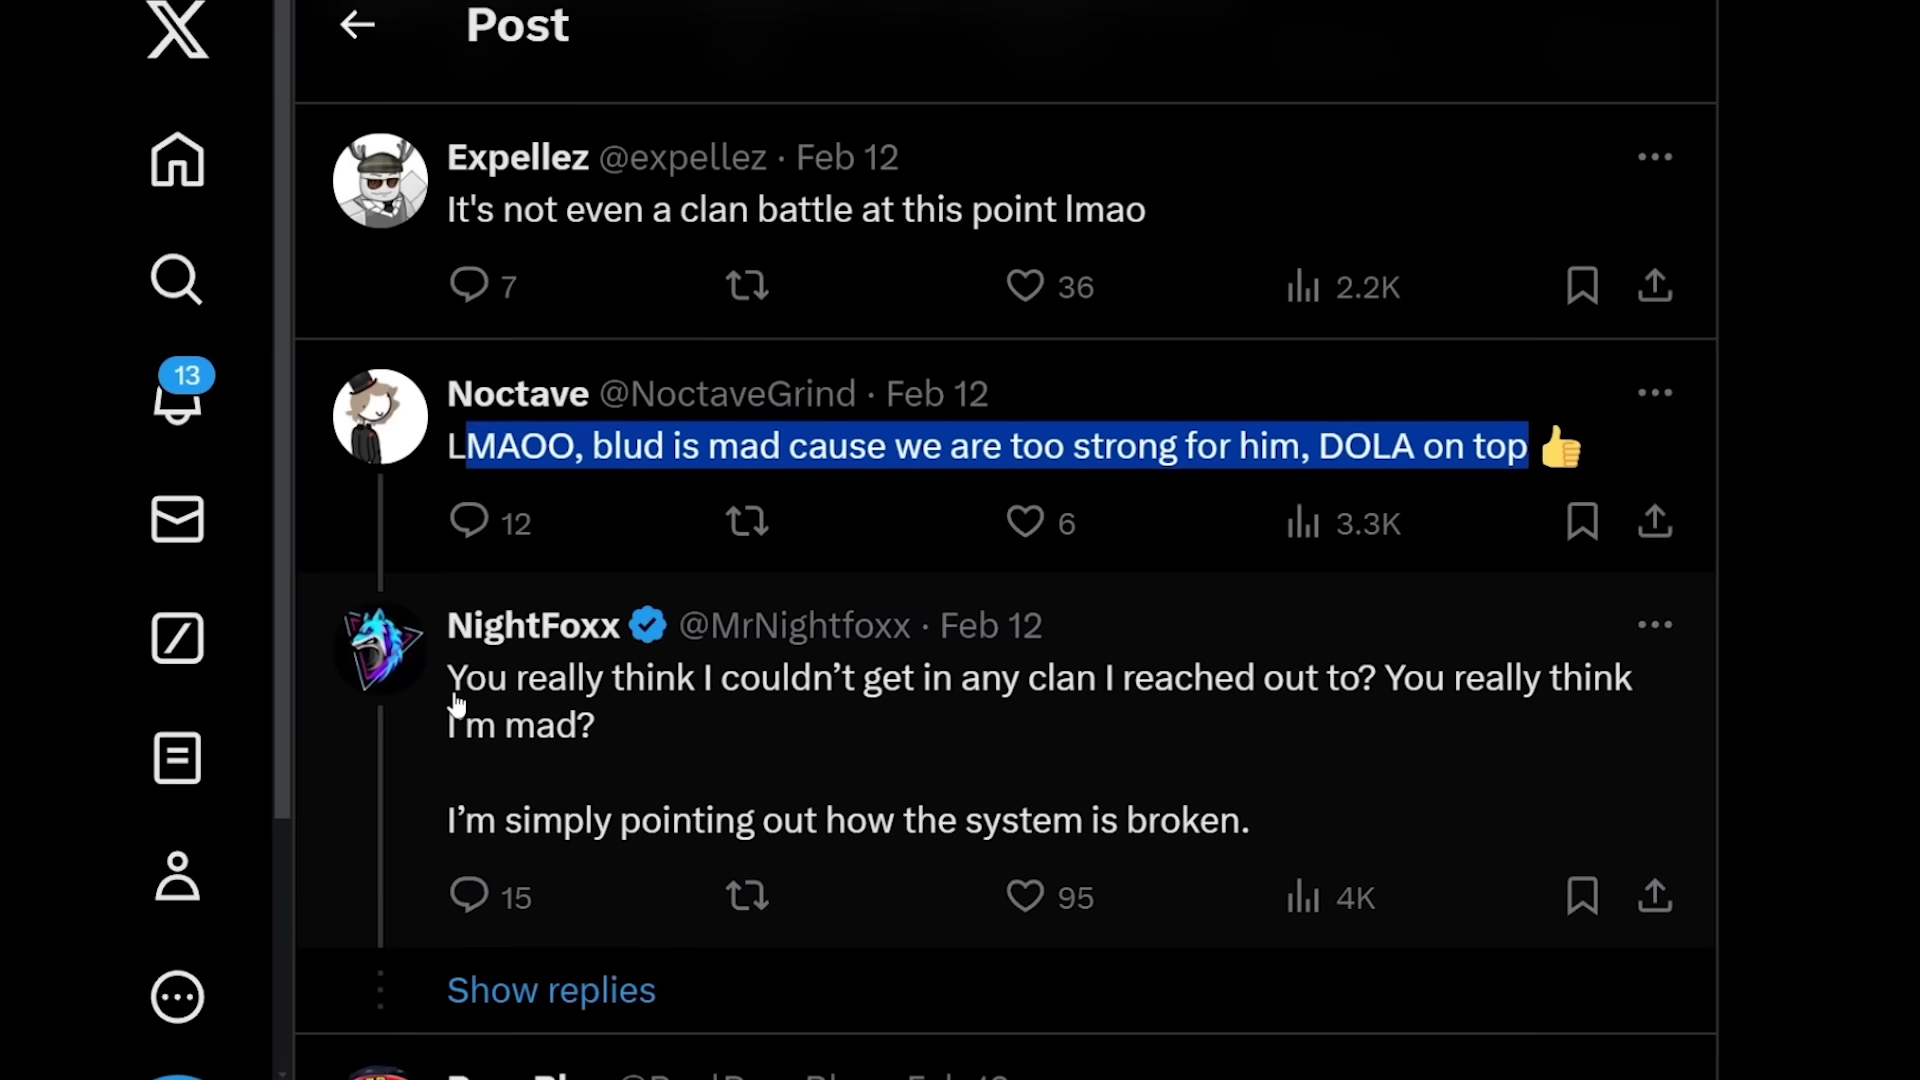 Post
Expellez @expellez · Feb 12
It's not even a clan battle at this point lmao
7 36 2.2K
13
Noctave @NoctaveGrind · Feb 12
LMAOO, blud is mad cause we are too strong for him, DOLA on top 👍
12 6 3.3K
NightFoxx @MrNightfoxx · Feb 12
You really think I couldn’t get in any clan I reached out to? You really think
I’m mad?
I’m simply pointing out how the system is broken.
15 95 4K
Show replies